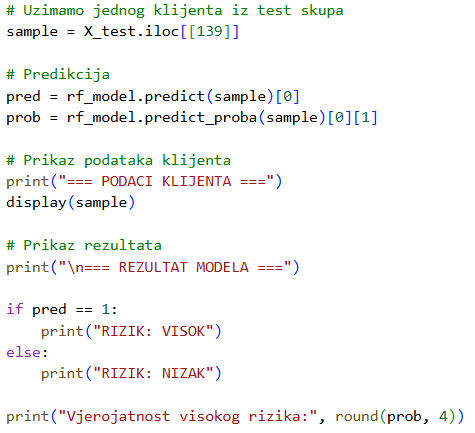 # Uzimamo jednog klijenta iz test skupa
sample = X_test.iloc[[139]]
# Predikcija
pred = rf_model.predict(sample)[0]
prob = rf_model.predict_proba(sample)[0][1]
# Prikaz podataka klijenta
print("=== PODACI KLIJENTA ===")
display(sample)
# Prikaz rezultata
print("\n=== REZULTAT MODELA ===")
if pred == 1:
    print("RIZIK: VISOK")
else:
    print("RIZIK: NIZAK")
print("Vjerojatnost visokog rizika:", round(prob, 4))